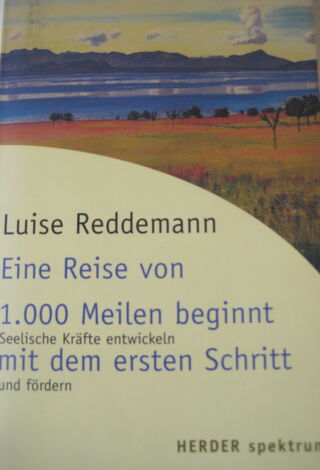 Luise Reddemann
Eine Reise von
1.000 Meilen beginnt
Seelische Kräfte entwickeln
mit dem ersten Schritt
und fördern
HERDER spektrum